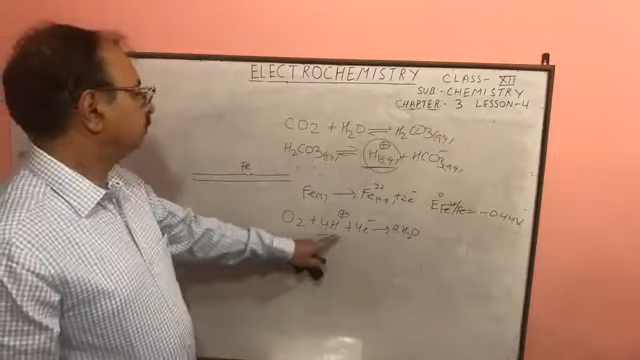 ELECTROCHEMISTRY
CLASS- XII
SUB:-CHEMISTRY
CHAPTER- 3 LESSON-4
CO2 + H2O ⇌ H2CO3(aq)
H2CO3(aq) ⇌ H⊕(aq) + HCO3⁻(aq)
Fe
Fe(s) → Fe²⁺(aq) + 2e⁻
E⁰Fe²⁺/Fe = -0.44V
O2 + 4H⊕ + 4e⁻ → 2H2O